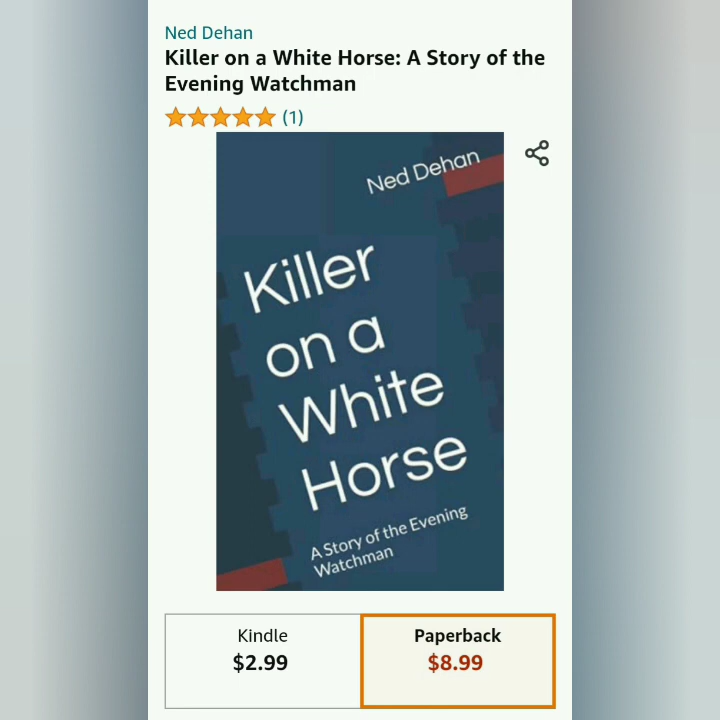 Ned Dehan
Killer on a White Horse: A Story of the
Evening Watchman
(1)
Ned Dehan
Killer
on a
White
Horse
A Story of the Evening
Watchman
Kindle
$2.99
Paperback
$8.99